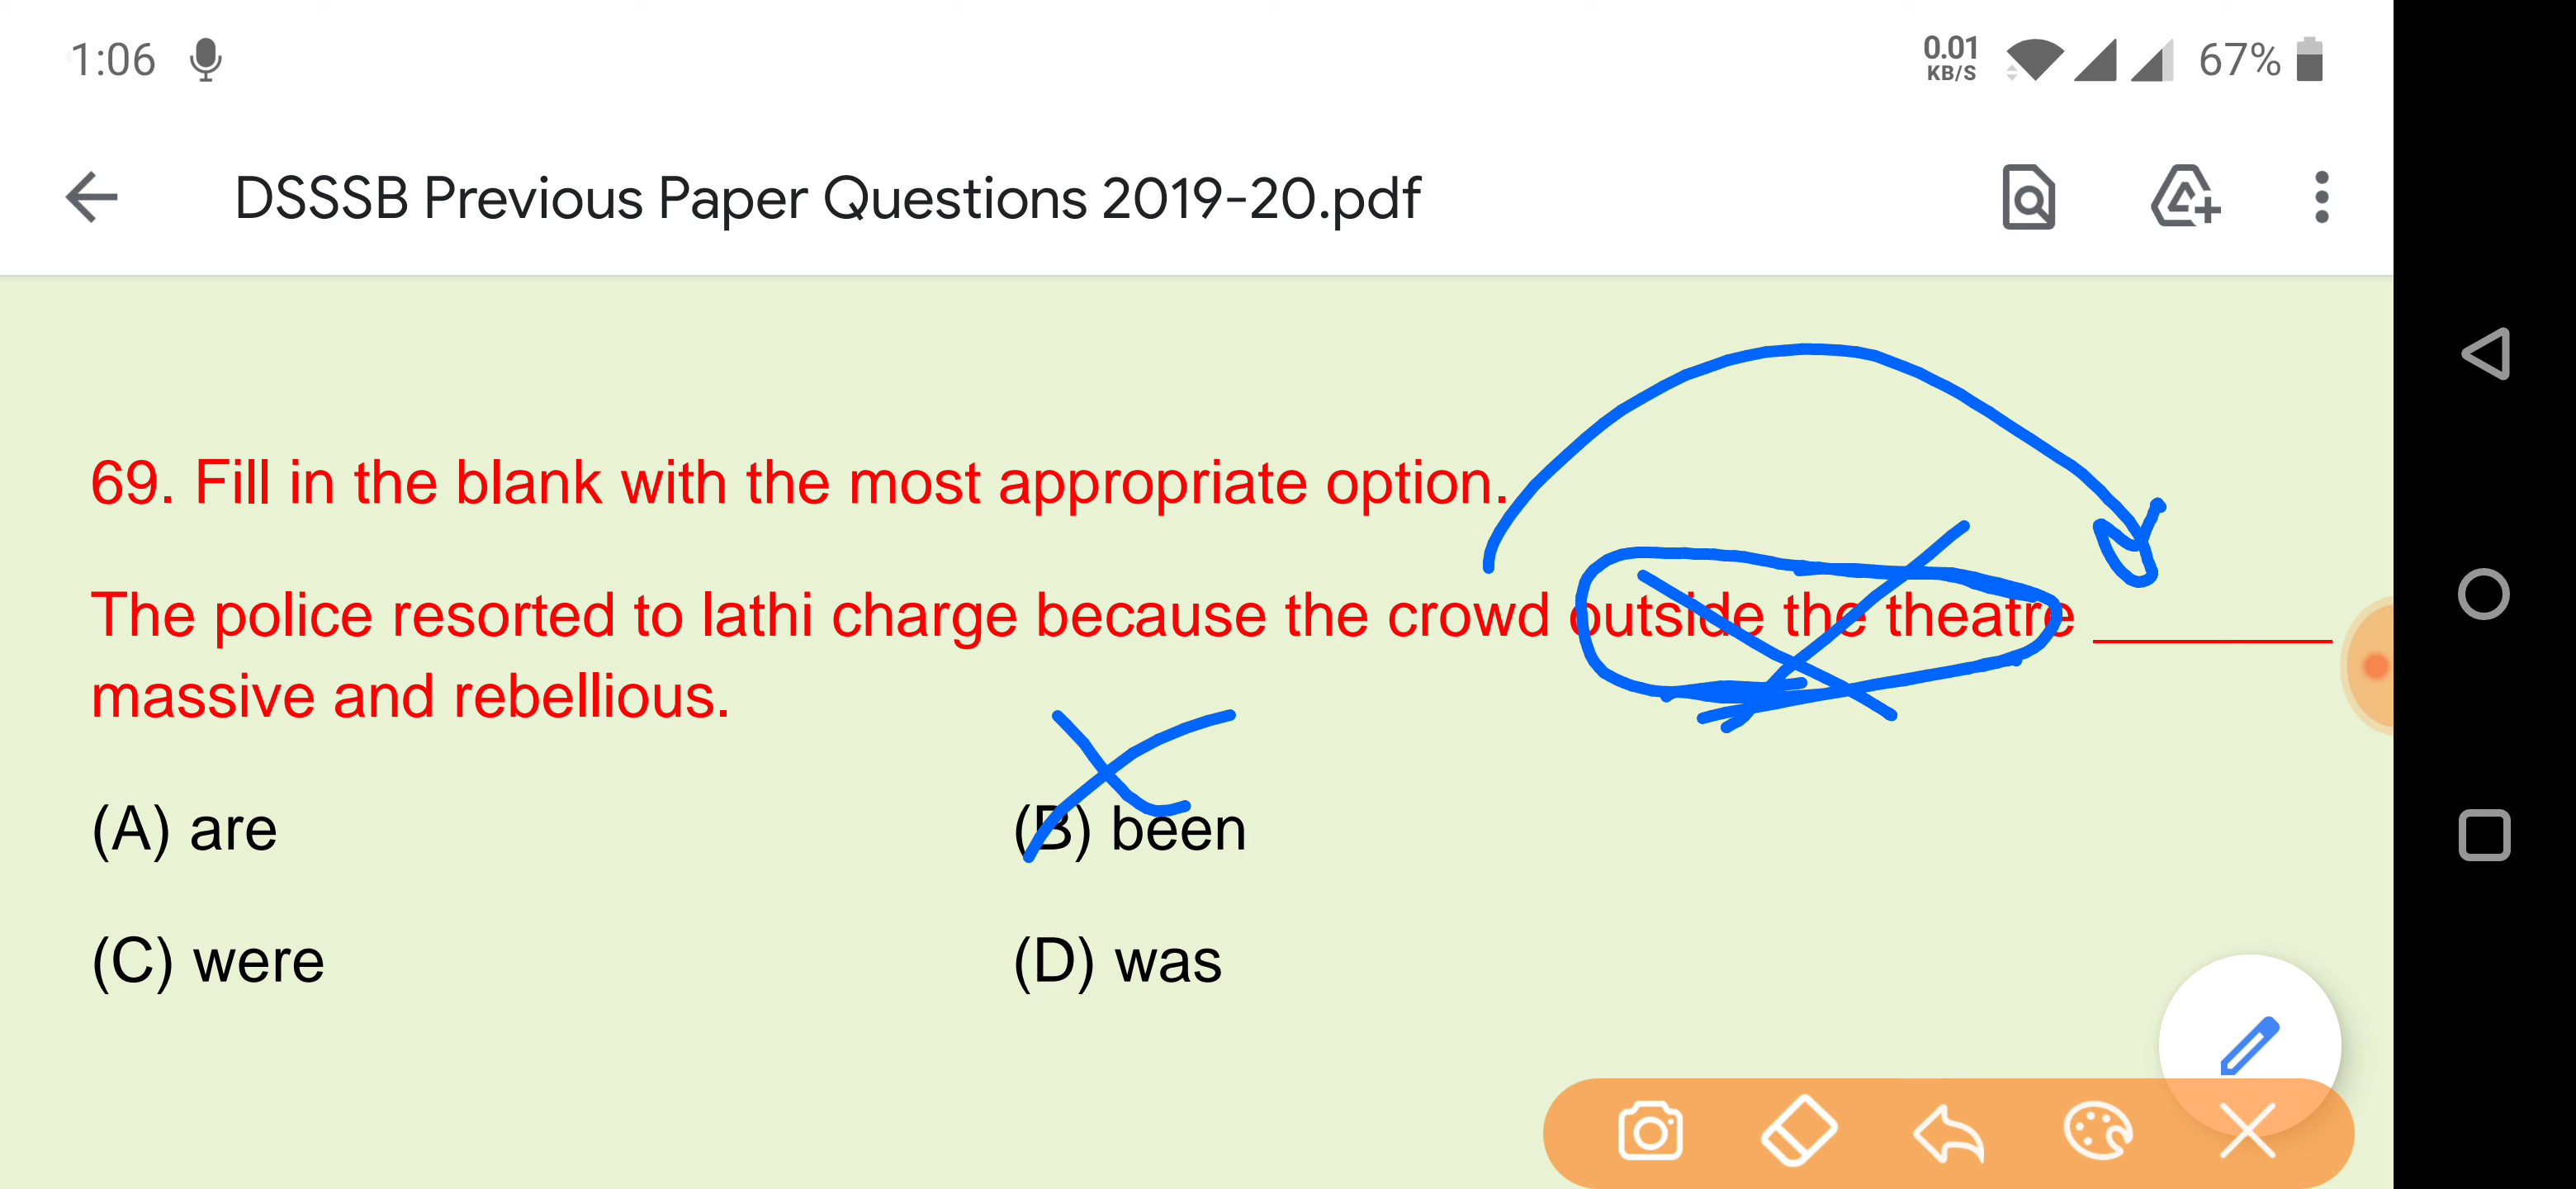 1:06
0.01
KB/S
67%
DSSSB Previous Paper Questions 2019-20.pdf
69. Fill in the blank with the most appropriate option.
The police resorted to lathi charge because the crowd outside the theatre ________
massive and rebellious.
(A) are
(B) been
(C) were
(D) was